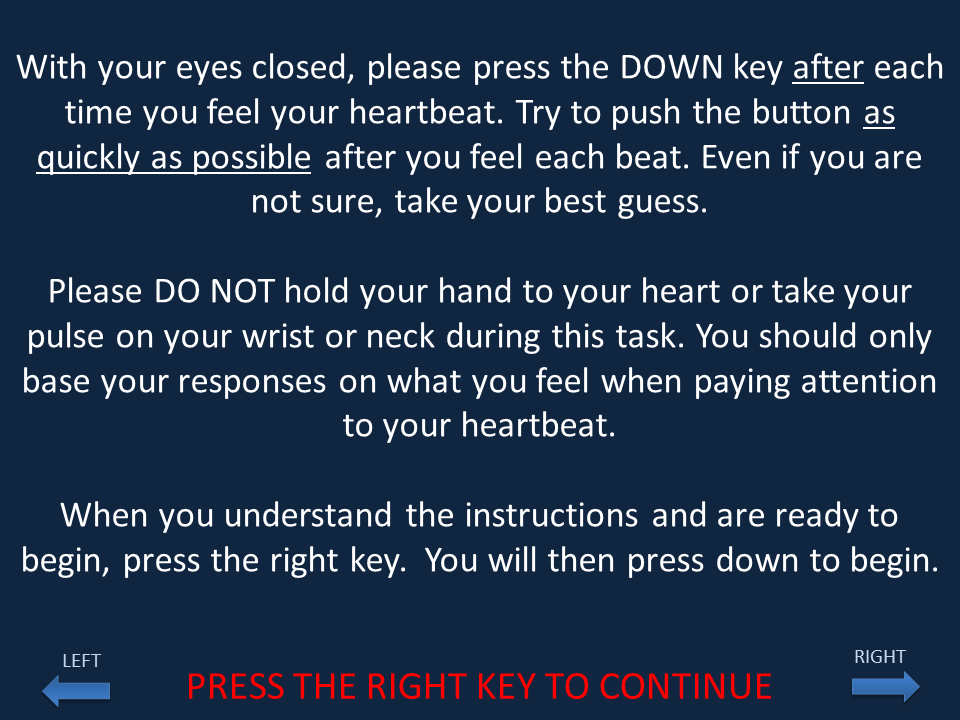 With your eyes closed, please press the DOWN key after each
time you feel your heartbeat. Try to push the button as
quickly as possible after you feel each beat. Even if you are
not sure, take your best guess.
Please DO NOT hold your hand to your heart or take your
pulse on your wrist or neck during this task. You should only
base your responses on what you feel when paying attention
to your heartbeat.
When you understand the instructions and are ready to
begin, press the right key.  You will then press down to begin.
LEFT
PRESS THE RIGHT KEY TO CONTINUE
RIGHT